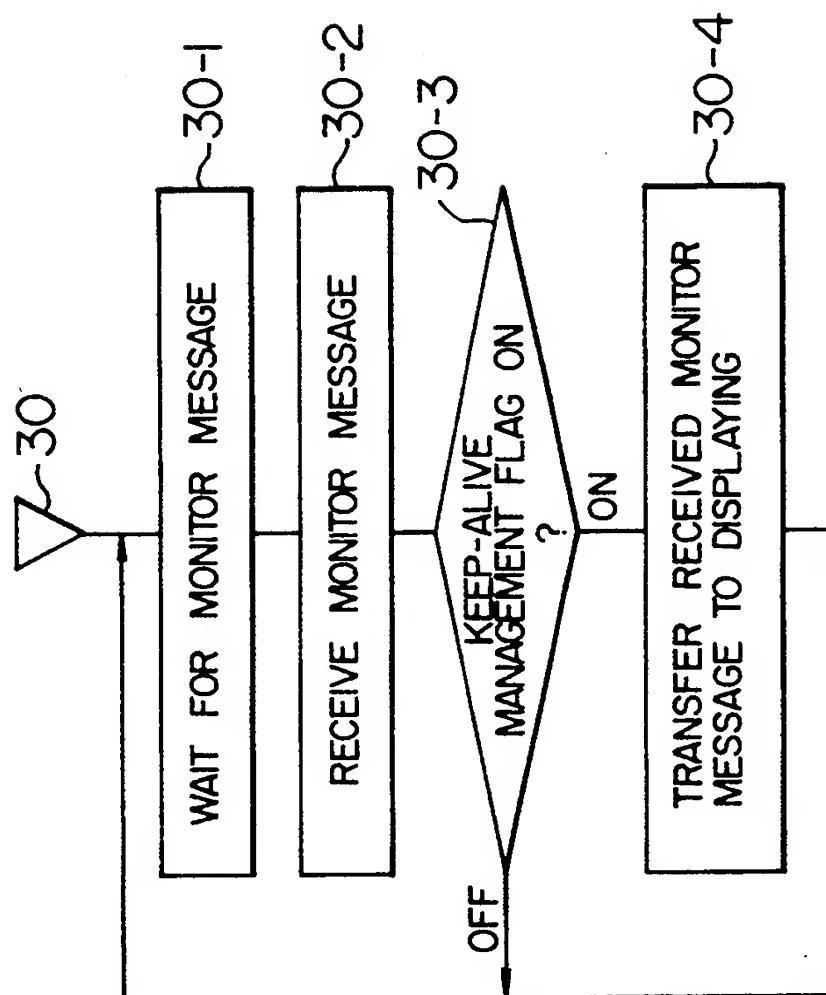 30
WAIT FOR MONITOR MESSAGE
30-1
RECEIVE MONITOR MESSAGE
30-2
KEEP-ALIVE
MANAGEMENT FLAG ON
?
30-3
OFF
ON
TRANSFER RECEIVED MONITOR
MESSAGE TO DISPLAYING
30-4